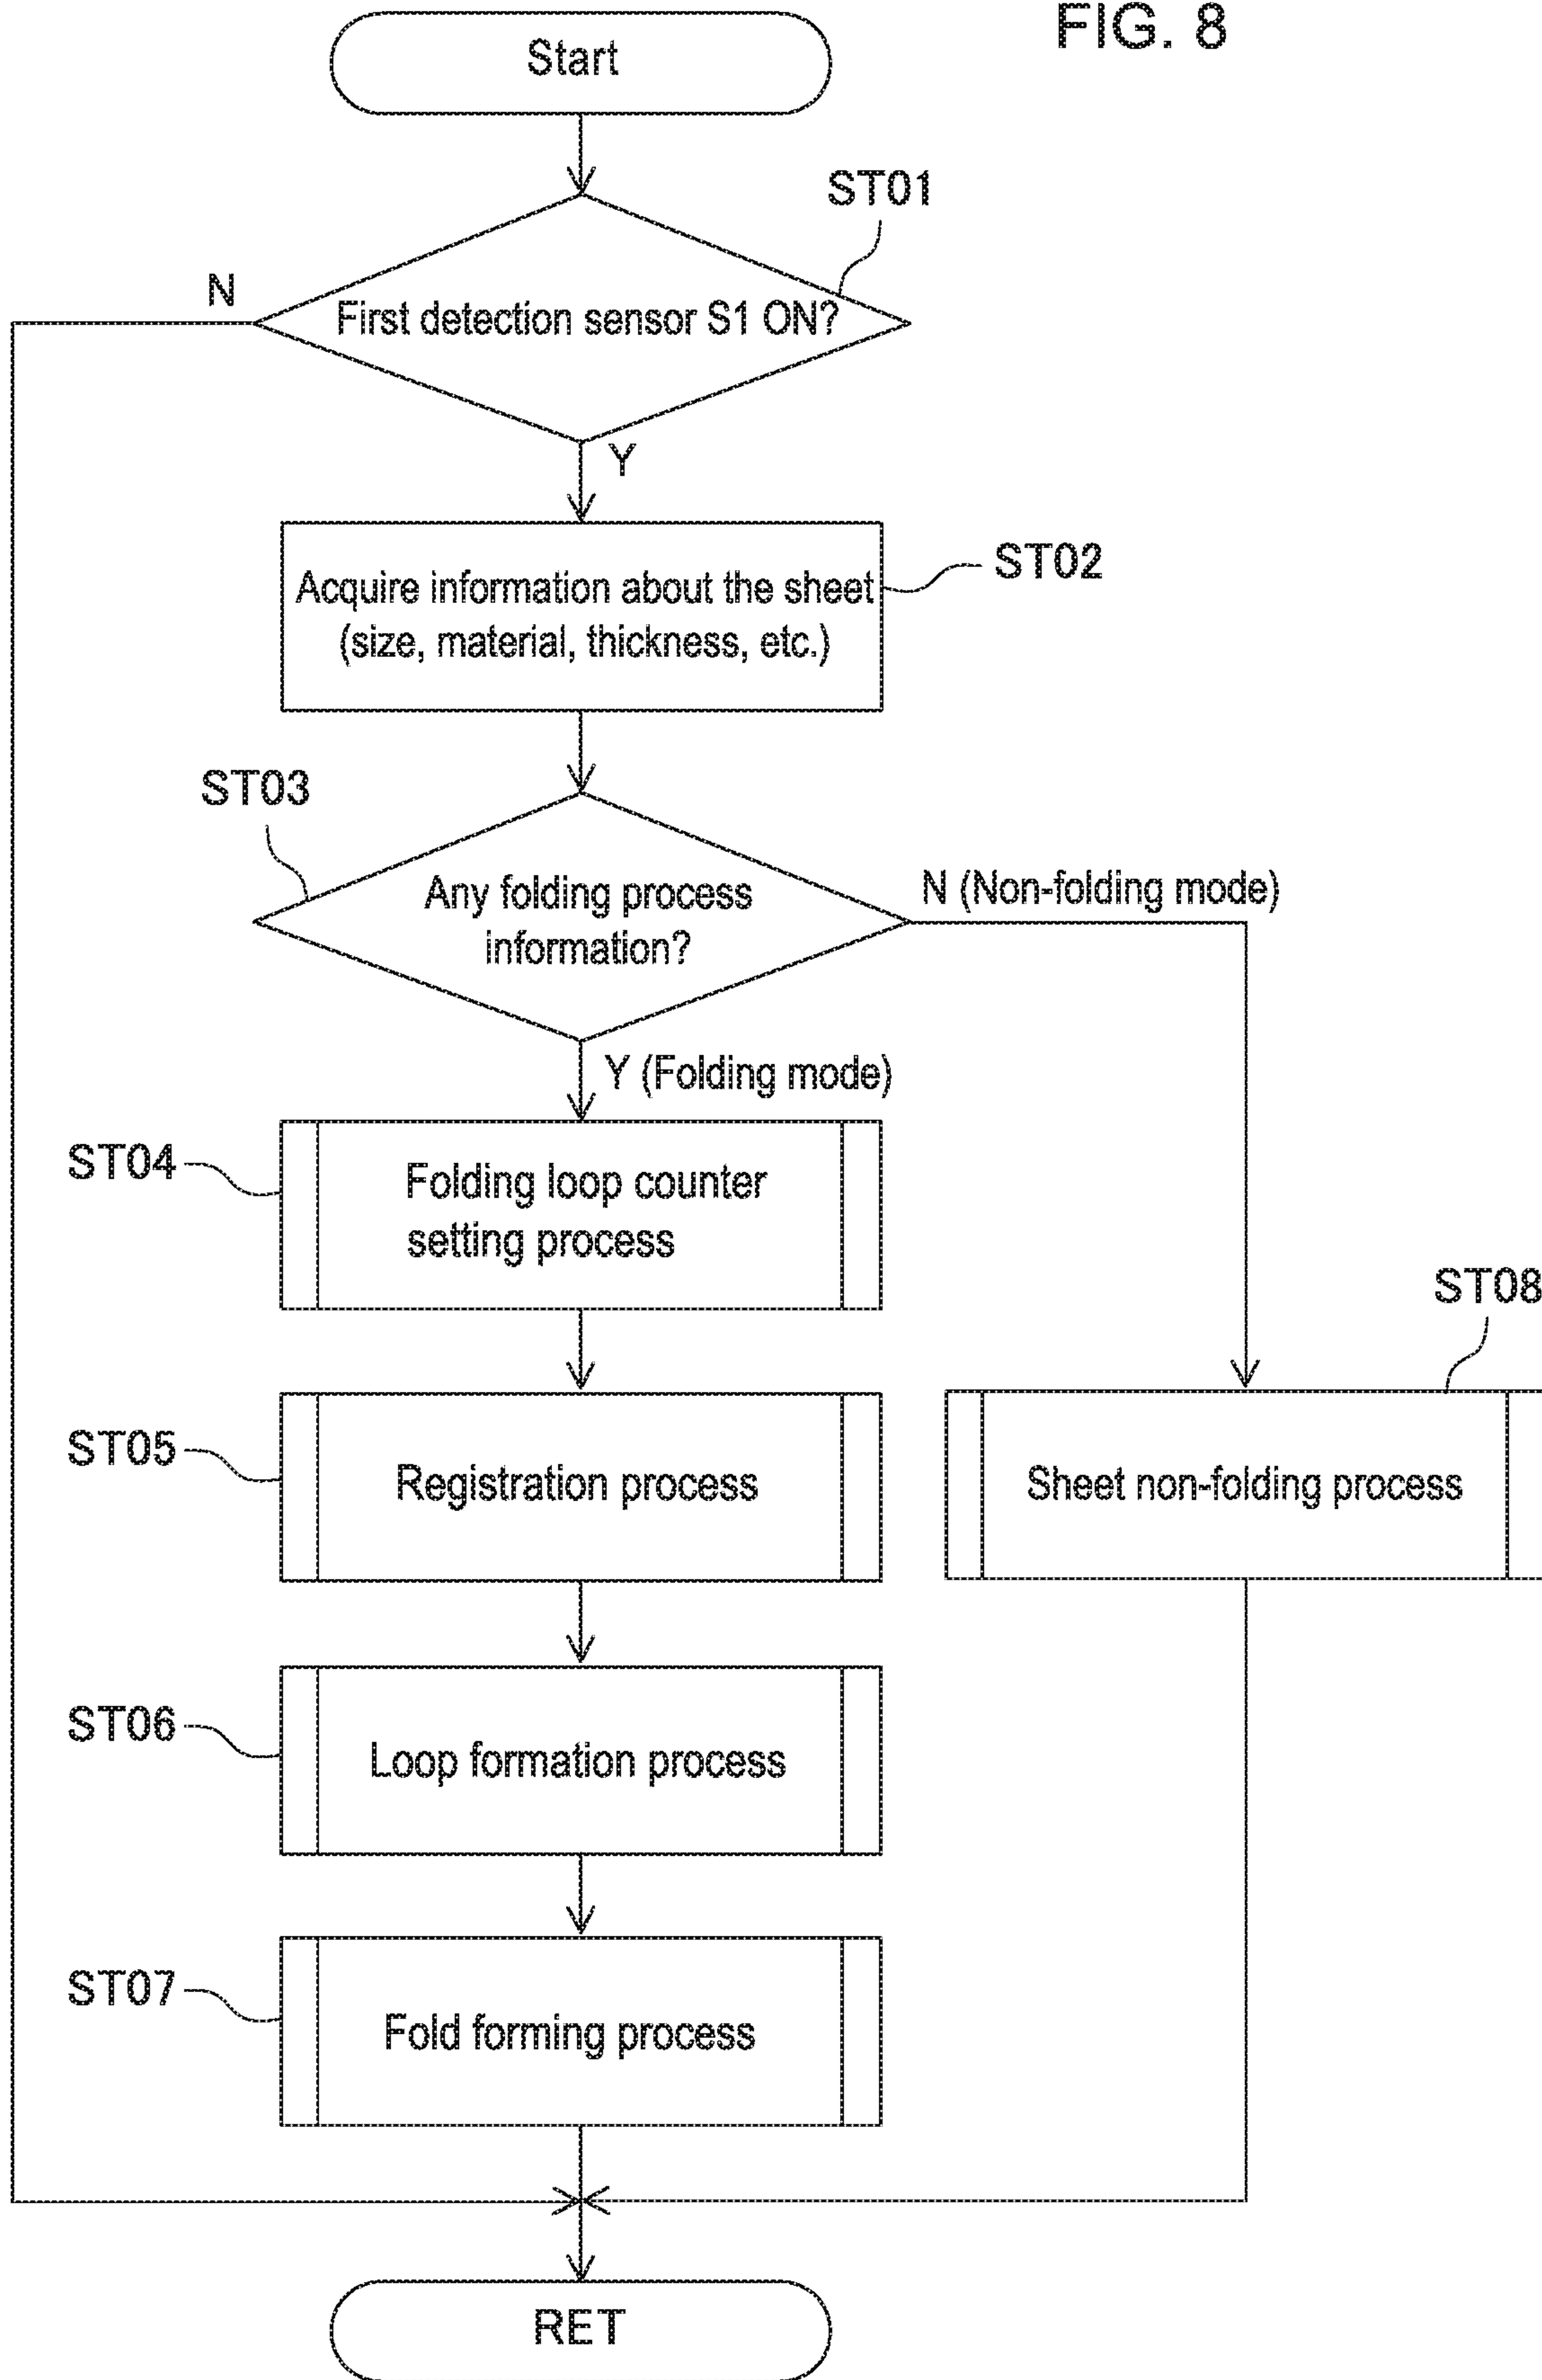 FIG. 8
Start
ST01
N
First detection sensor S1 ON?
Y
ST02
Acquire information about the sheet
(size, material, thickness, etc.)
ST03
N (Non-folding mode)
Any folding process
information?
Y (Folding mode)
ST04
Folding loop counter
setting process
ST08
ST05
Registration process
Sheet non-folding process
ST06
Loop formation process
ST07
Fold forming process
RET